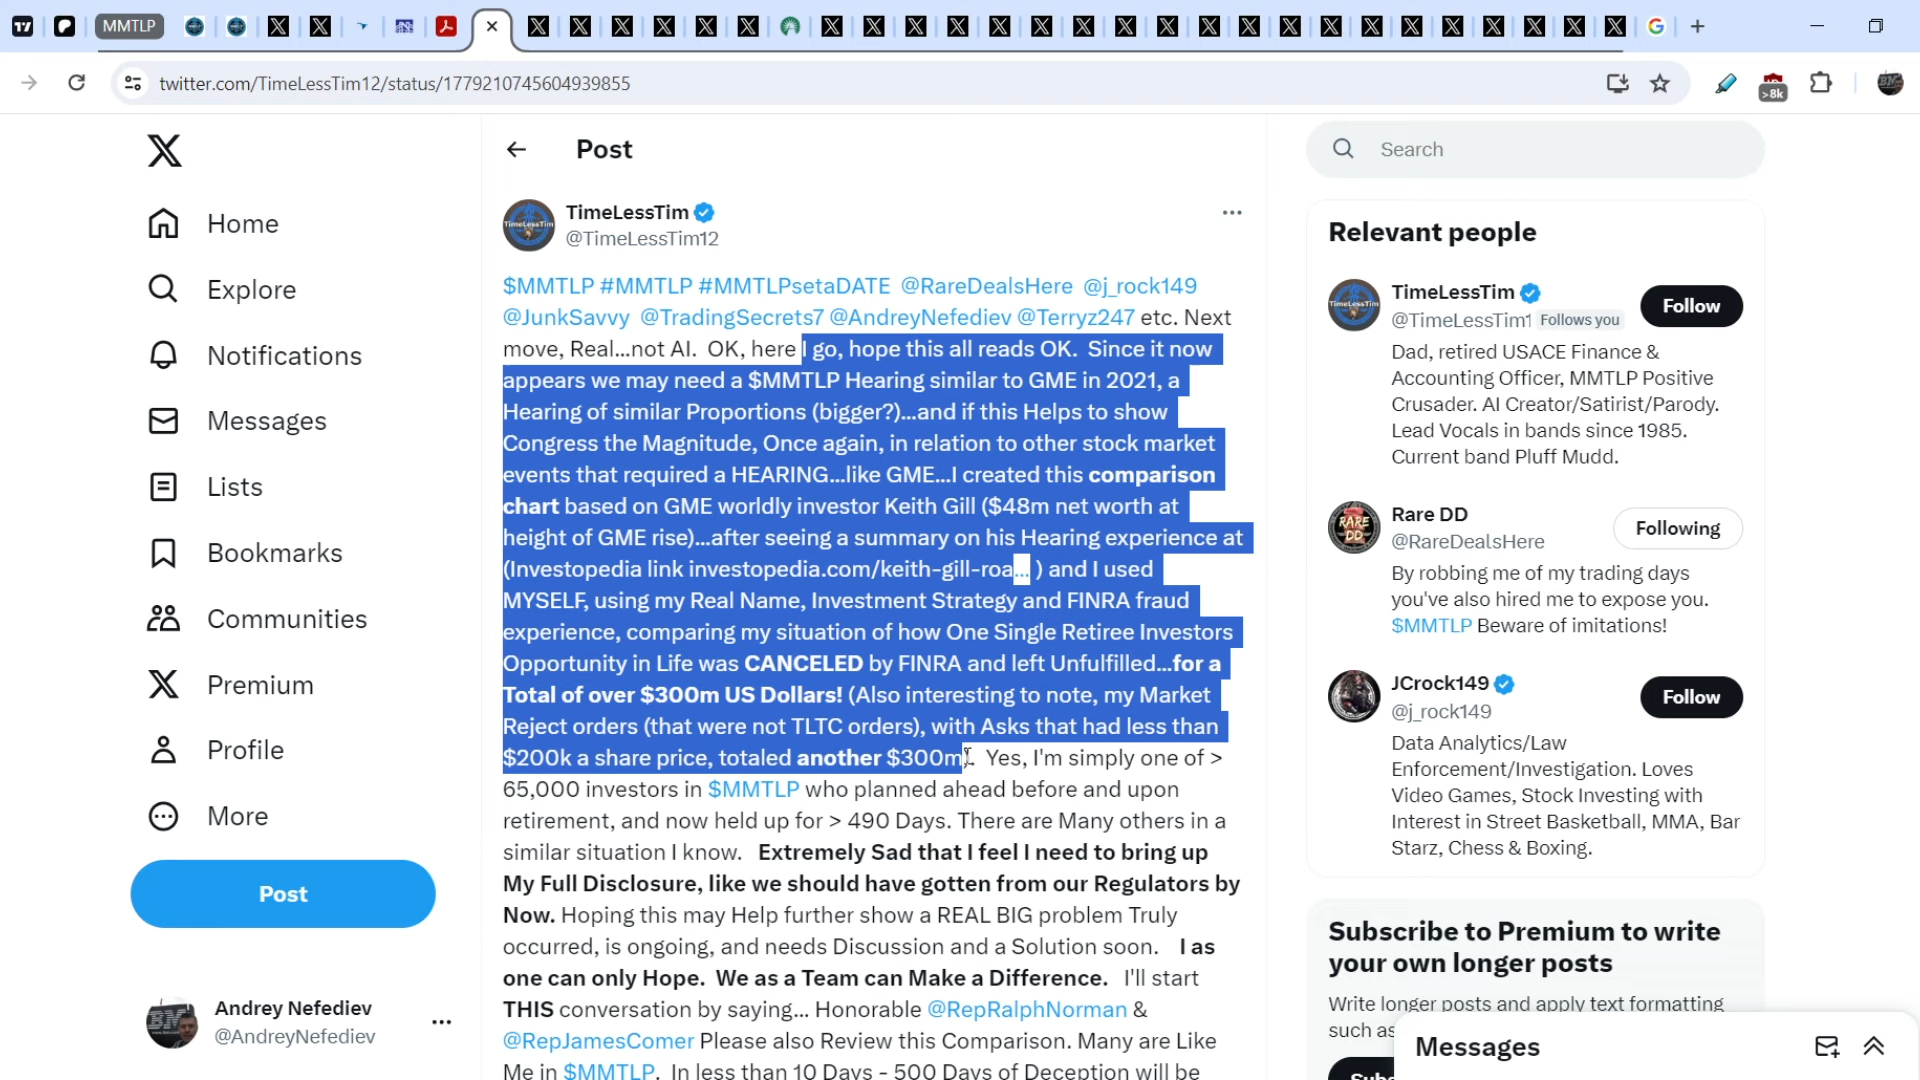 MMTLP
twitter.com/TimeLessTim12/status/1779210745604939855
>8k
Home
Explore
Notifications
Messages
Lists
Bookmarks
Communities
Premium
Profile
More
Post
Andrey Nefediev
@AndreyNefediev
Post
TimeLessTim
@TimeLessTim12
$MMTLP #MMTLP #MMTLPsetaDATE @RareDealsHere @j_rock149
@JunkSavvy @TradingSecrets7 @AndreyNefediev @Terryz247 etc. Next
move, Real...not AI. OK, here I go, hope this all reads OK. Since it now
appears we may need a $MMTLP Hearing similar to GME in 2021, a
Hearing of similar Proportions (bigger?)...and if this Helps to show
Congress the Magnitude, Once again, in relation to other stock market
events that required a HEARING...like GME...I created this comparison
chart based on GME worldly investor Keith Gill ($48m net worth at
height of GME rise)...after seeing a summary on his Hearing experience at
(Investopedia link investopedia.com/keith-gill-roa... ) and I used
MYSELF, using my Real Name, Investment Strategy and FINRA fraud
experience, comparing my situation of how One Single Retiree Investors
Opportunity in Life was CANCELED by FINRA and left Unfulfilled...for a
Total of over $300m US Dollars! (Also interesting to note, my Market
Reject orders (that were not TLTC orders), with Asks that had less than
$200k a share price, totaled another $300m). Yes, I'm simply one of >
65,000 investors in $MMTLP who planned ahead before and upon
retirement, and now held up for > 490 Days. There are Many others in a
similar situation I know. Extremely Sad that I feel I need to bring up
My Full Disclosure, like we should have gotten from our Regulators by
Now. Hoping this may Help further show a REAL BIG problem Truly
occurred, is ongoing, and needs Discussion and a Solution soon. I as
one can only Hope. We as a Team can Make a Difference. I'll start
THIS conversation by saying... Honorable @RepRalphNorman &
@RepJamesComer Please also Review this Comparison. Many are Like
Me in $MMTLP. In less than 10 Days - 500 Days of Deception will be
Search
Relevant people
TimeLessTim
@TimeLessTim1 Follows you
Follow
Dad, retired USACE Finance &
Accounting Officer, MMTLP Positive
Crusader. AI Creator/Satirist/Parody.
Lead Vocals in bands since 1985.
Current band Pluff Mudd.
Rare DD
@RareDealsHere
Following
By robbing me of my trading days
you've also hired me to expose you.
$MMTLP Beware of imitations!
JCrock149
@j_rock149
Follow
Data Analytics/Law
Enforcement/Investigation. Loves
Video Games, Stock Investing with
Interest in Street Basketball, MMA, Bar
Starz, Chess & Boxing.
Subscribe to Premium to write
your own longer posts
Write longer posts and apply text formatting
such as
Messages